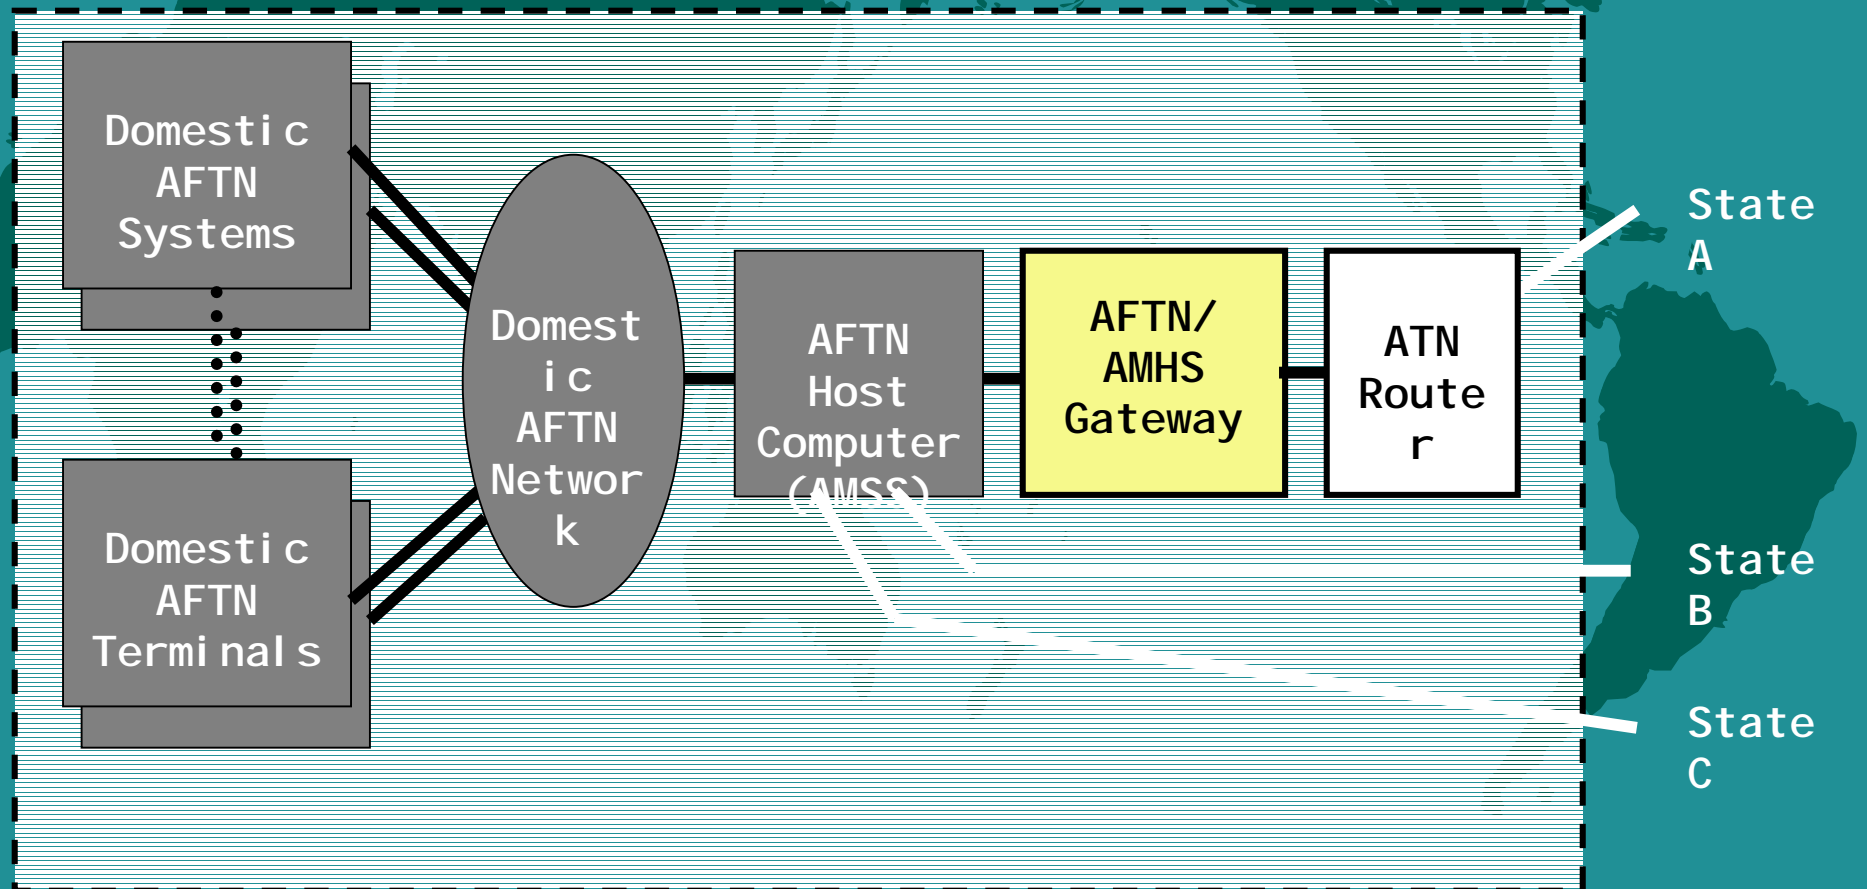 Domestic
AFTN
Systems
Domest
ic
AFTN
Networ
k
Domestic
AFTN
Terminals
AFTN
Host
Computer
(AMSS)
AFTN/
AMHS
Gateway
ATN
Route
r
State
A
State
B
State
C